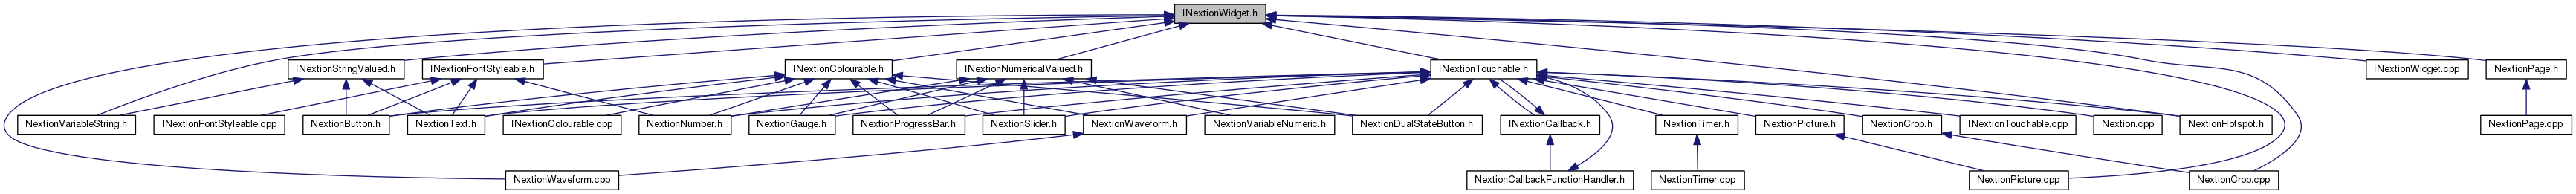 INextionWidget.h
INextionStringValued.h
INextionFontStyleable.h
INextionColourable.h
INextionNumericalValued.h
INextionTouchable.h
INextionWidget.cpp
NextionPage.h
NextionVariableString.h
INextionFontStyleable.cpp
NextionButton.h
NextionText.h
INextionColourable.cpp
NextionNumber.h
NextionGauge.h
NextionProgressBar.h
NextionSlider.h
NextionWaveform.h
NextionVariableNumeric.h
NextionDualStateButton.h
INextionCallback.h
NextionTimer.h
NextionPicture.h
NextionCrop.h
INextionTouchable.cpp
Nextion.cpp
NextionHotspot.h
NextionPage.cpp
NextionWaveform.cpp
NextionCallbackFunctionHandler.h
NextionTimer.cpp
NextionPicture.cpp
NextionCrop.cpp